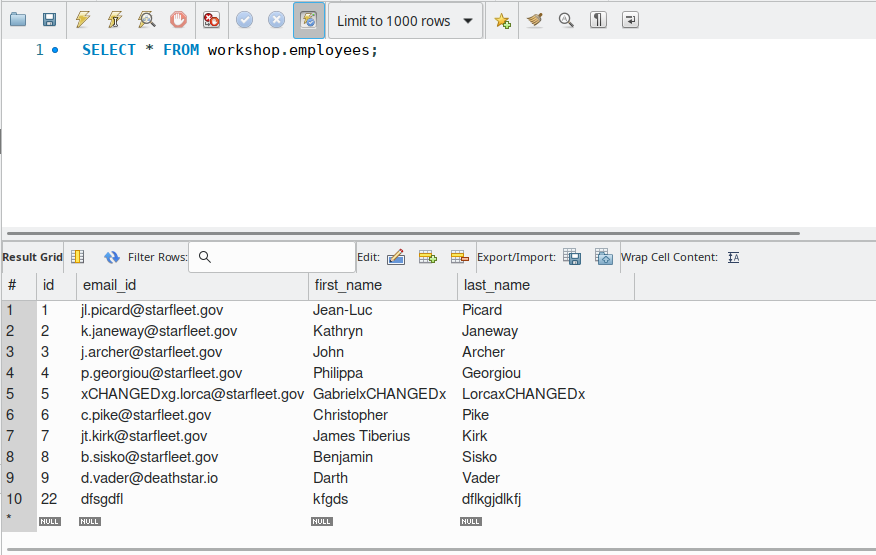 Limit to 1000 rows
1 SELECT * FROM workshop.employees;
Result Grid Filter Rows: Edit: Export/Import: Wrap Cell Content: IA
# id email_id first_name last_name
1 1 jl.picard@starfleet.gov Jean-Luc Picard
2 2 k.janeway@starfleet.gov Kathryn Janeway
3 3 j.archer@starfleet.gov John Archer
4 4 p.georgiou@starfleet.gov Philippa Georgiou
5 5 xCHANGEDxg.lorca@starfleet.gov GabrielxCHANGEDx LorcaxCHANGEDx
6 6 c.pike@starfleet.gov Christopher Pike
7 7 jt.kirk@starfleet.gov James Tiberius Kirk
8 8 b.sisko@starfleet.gov Benjamin Sisko
9 9 d.vader@deathstar.io Darth Vader
10 22 dfsgdfl kfgds dflkgjdlkfj
* NULL NULL NULL NULL